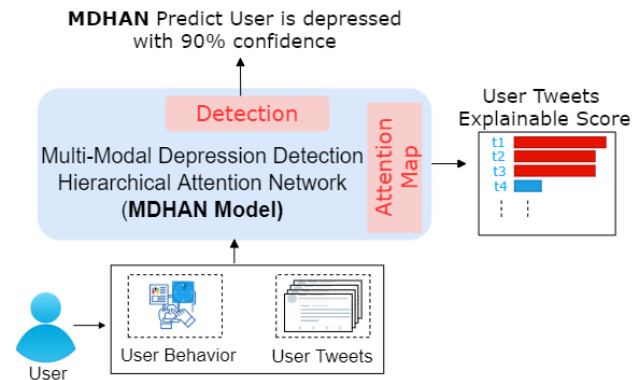 MDHAN Predict User is depressed
with 90% confidence
Detection
Multi-Modal Depression Detection
Hierarchical Attention Network
(MDHAN Model)
Attention
Map
User Tweets
Explainable Score
t1
t2
t3
t4
User Behavior
User Tweets
User